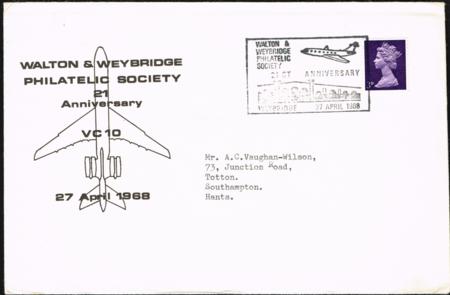 WALTON & WEYBRIDGE
PHILATELIC SOCIETY
21
Anniversary
VC10
27 April 1968
WALTON &
WEYBRIDGE
PHILATELIC
SOCIETY
21ST ANNIVERSARY
WEYBRIDGE 27 APRIL 1968
Mr. A.C.Vaughan-Wilson,
73, Junction Road,
Totton.
Southampton.
Hants.